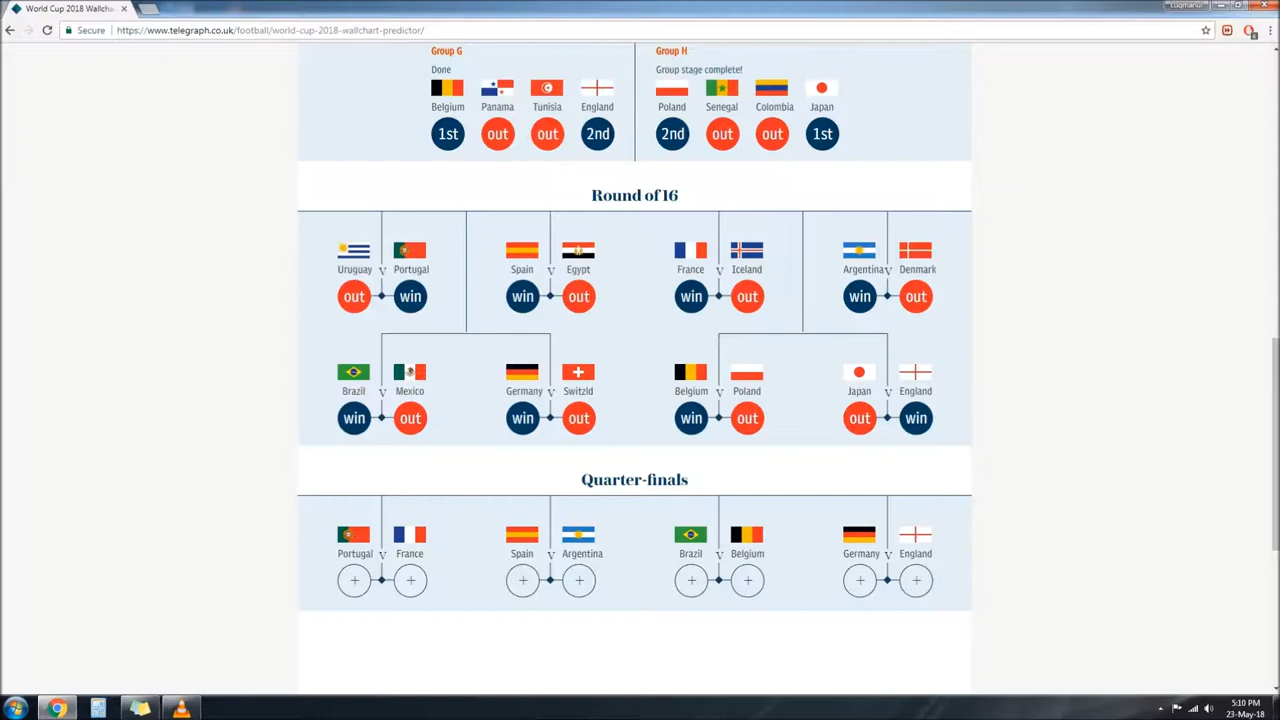 World Cup 2018 Wallchar
Luqmanul
Secure https://www.telegraph.co.uk/football/world-cup-2018-wallchart-predictor/
Group G Group H
Done Group stage complete!
Belgium Panama Tunisia England Poland Senegal Colombia Japan
1st out out 2nd 2nd out out 1st
Round of 16
Uruguay v Portugal Spain v Egypt France v Iceland Argentina v Denmark
out win win out win out win out
Brazil v Mexico Germany v Switzld Belgium v Poland Japan v England
win out win out win out out win
Quarter-finals
Portugal v France Spain v Argentina Brazil v Belgium Germany v England
+ + + + + + + +
5:10 PM
23-May-18